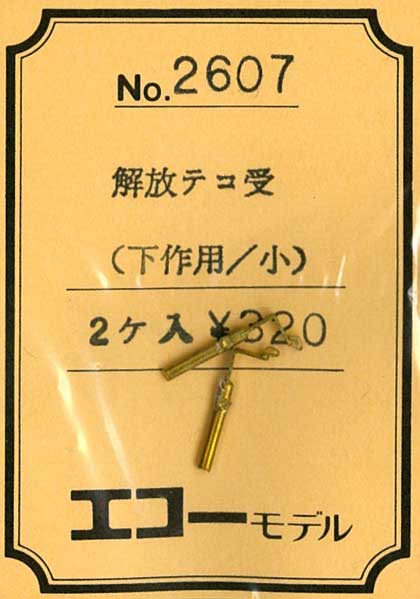 No.2607
解放テコ受
(下作用/小)
2ケ入 ¥320
エコーモデル